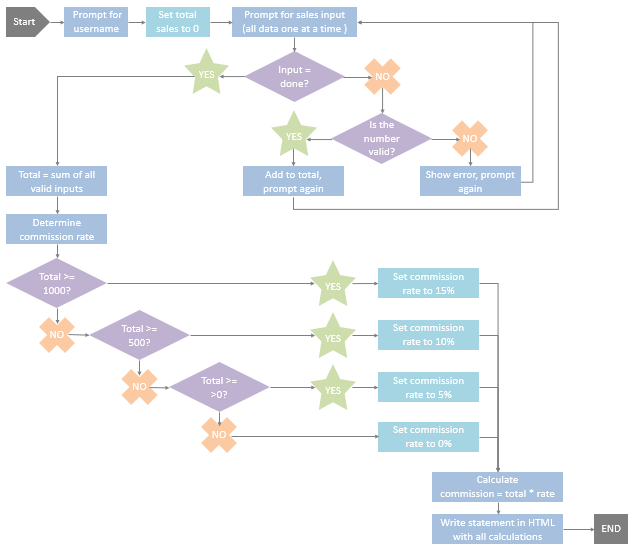 Start
Prompt for
username
Set total
sales to 0
Prompt for sales input
(all data one at a time )
Input =
done?
YES
NO
Is the
number
valid?
YES
NO
Total = sum of all
valid inputs
Add to total,
prompt again
Show error, prompt
again
Determine
commission rate
Total >=
1000?
YES
Set commission
rate to 15%
NO
Total >=
500?
YES
Set commission
rate to 10%
NO
Total >=
>0?
YES
Set commission
rate to 5%
NO
Set commission
rate to 0%
Calculate
commission = total * rate
Write statement in HTML
with all calculations
END